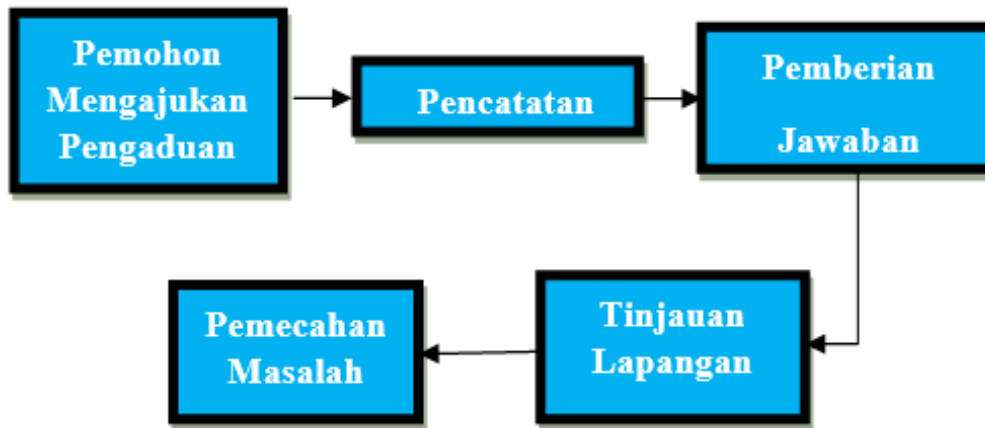 Pemohon
Mengajukan
Pengaduan
Pencatatan
Pemberian
Jawaban
Tinjauan
Lapangan
Pemecahan
Masalah